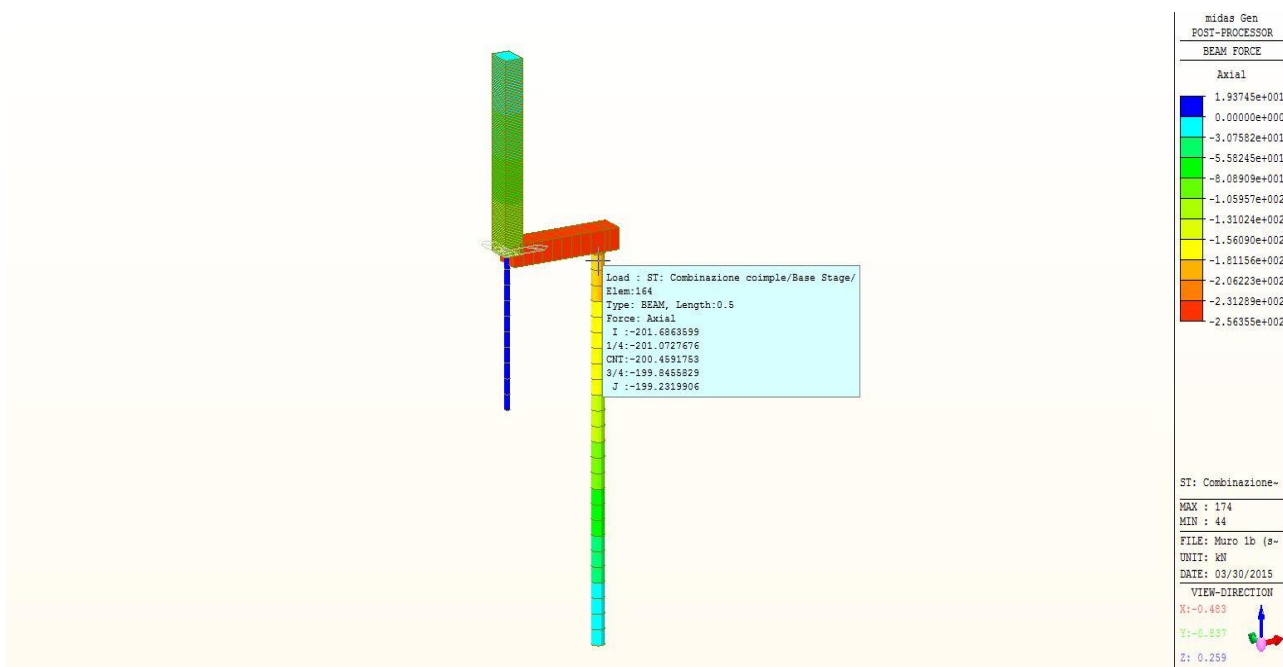 midas Gen
POST-PROCESSOR
BEAM FORCE
Axial
1.93745e+001
0.00000e+000
-3.07582e+001
-5.58245e+001
-8.08909e+001
-1.05957e+002
-1.31024e+002
-1.56090e+002
-1.81156e+002
-2.06223e+002
-2.31289e+002
-2.56355e+002
Load : ST: Combinazione coimple/Base Stage/
Elem:164
Type: BEAM, Length:0.5
Force: Axial
I :-201.6863599
1/4:-201.0727676
CNT:-200.4591753
3/4:-199.8455829
J :-199.2319906
ST: Combinazione~
MAX : 174
MIN : 44
FILE: Muro 1b (s~
UNIT: kN
DATE: 03/30/2015
VIEW-DIRECTION
X:-0.483
Y:-0.837
Z: 0.259